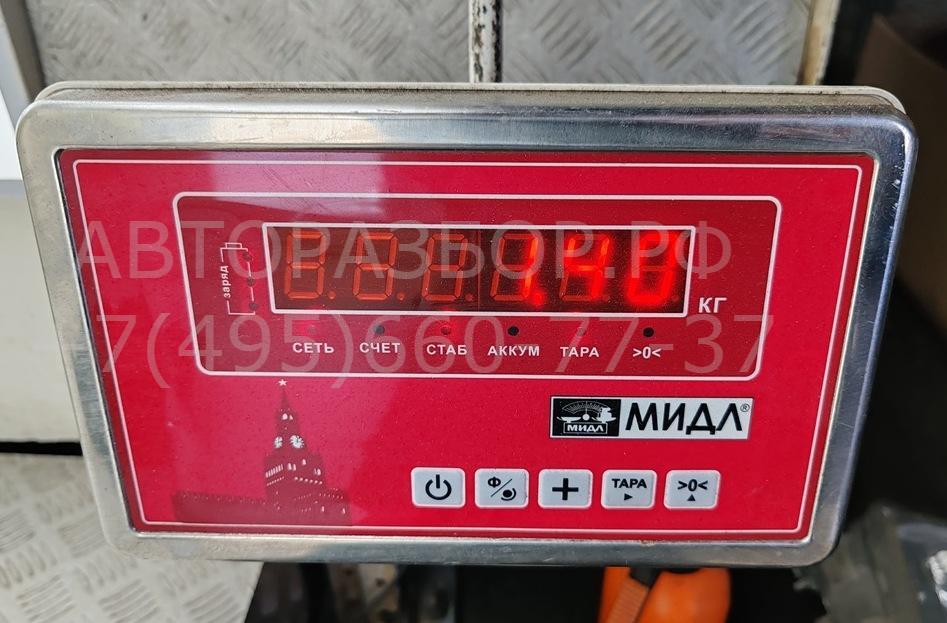 АВТОРАЗБОР.РФ
+7(495)660-77-37
заряд
1.40
КГ
СЕТЬ СЧЕТ СТАБ АККУМ ТАРА >0<
МИДЛ МИДЛ®
Ф + ТАРА >0<